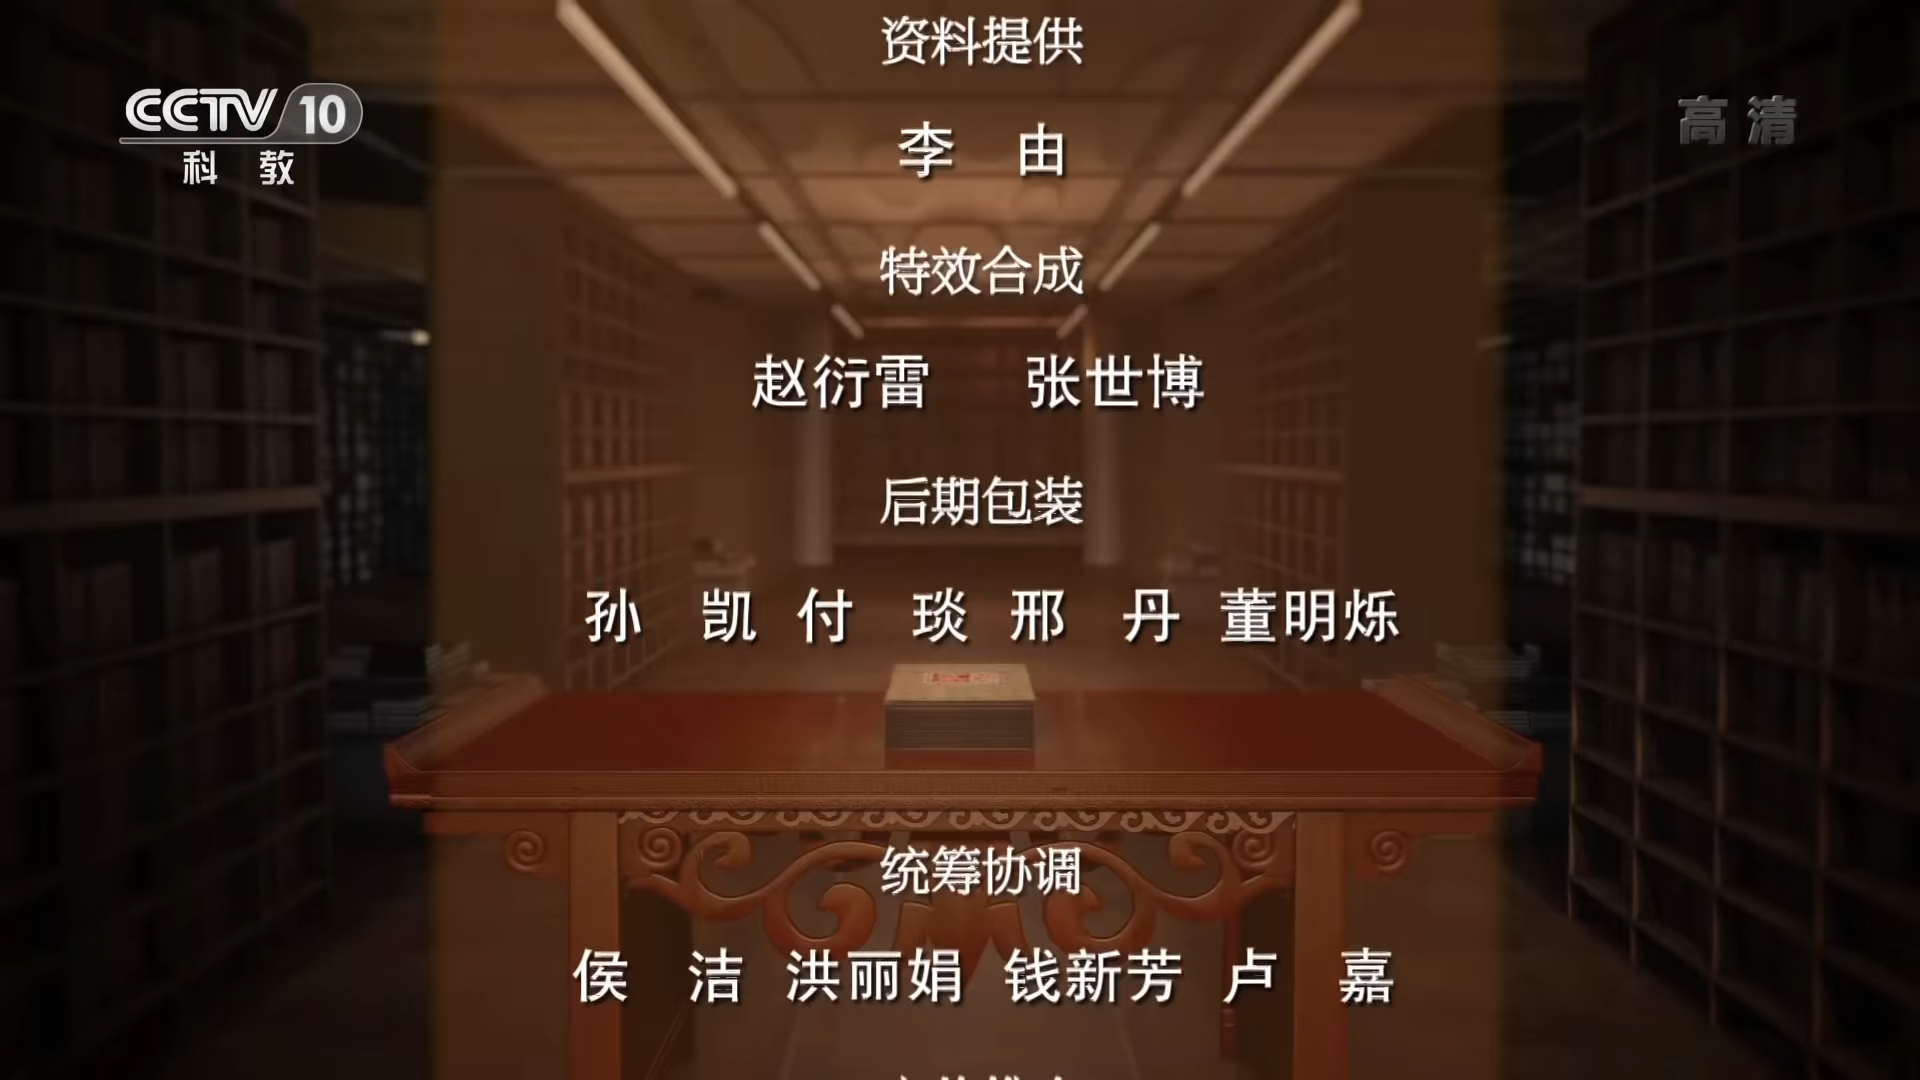 资料提供
CCTV 10
高清
李 由
科 教
特效合成
赵衍雷 张世博
后期包装
孙 凯 付 琰 邢 丹 董明烁
统筹协调
侯 洁 洪丽娟 钱新芳 卢 嘉